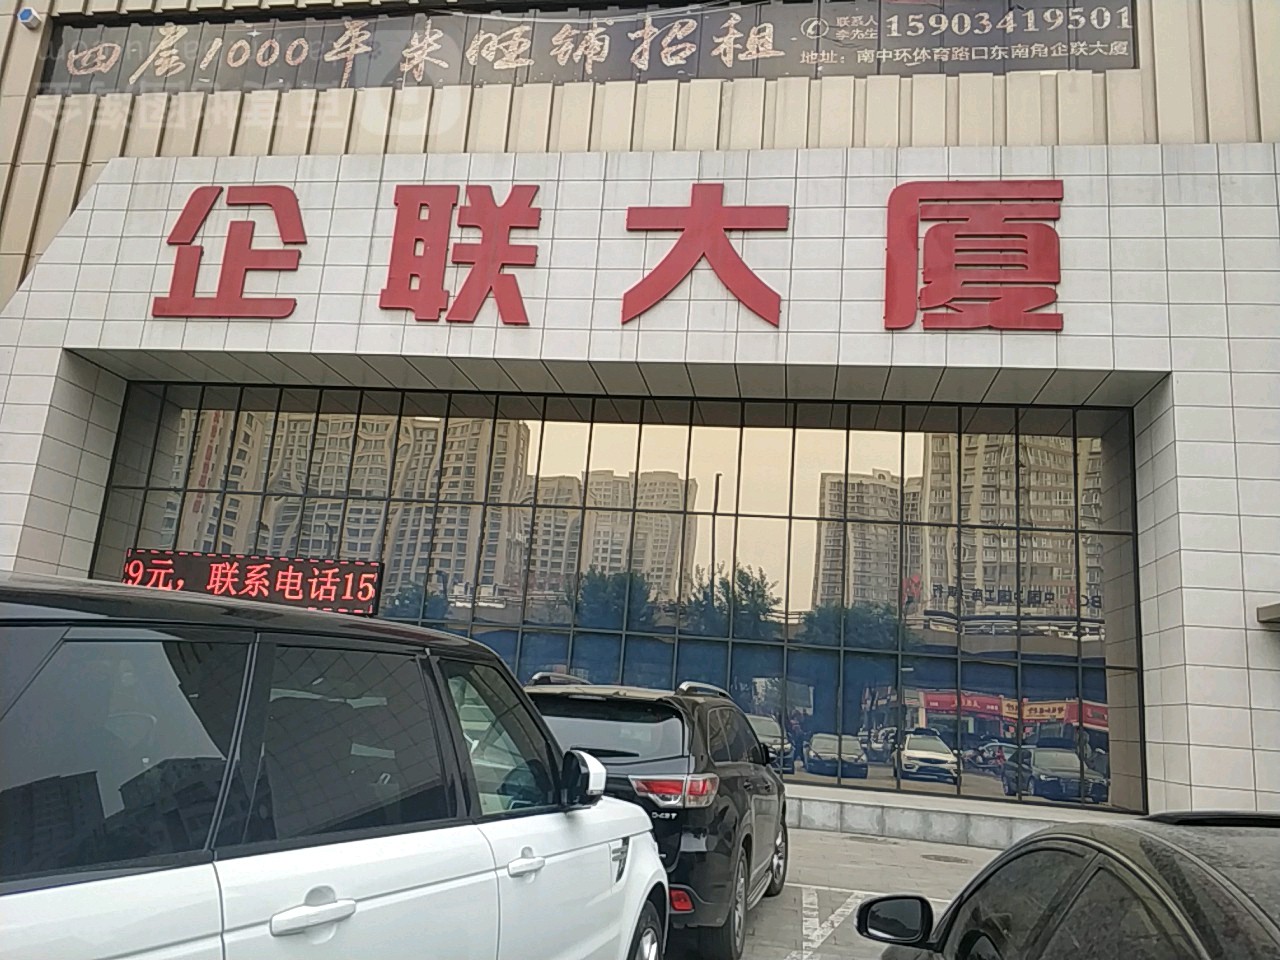 四层1000平米旺铺招租
联系人
李先生
15903419501
地址：南中环体育路口东南角企联大厦
企联大厦
9元，联系电话15